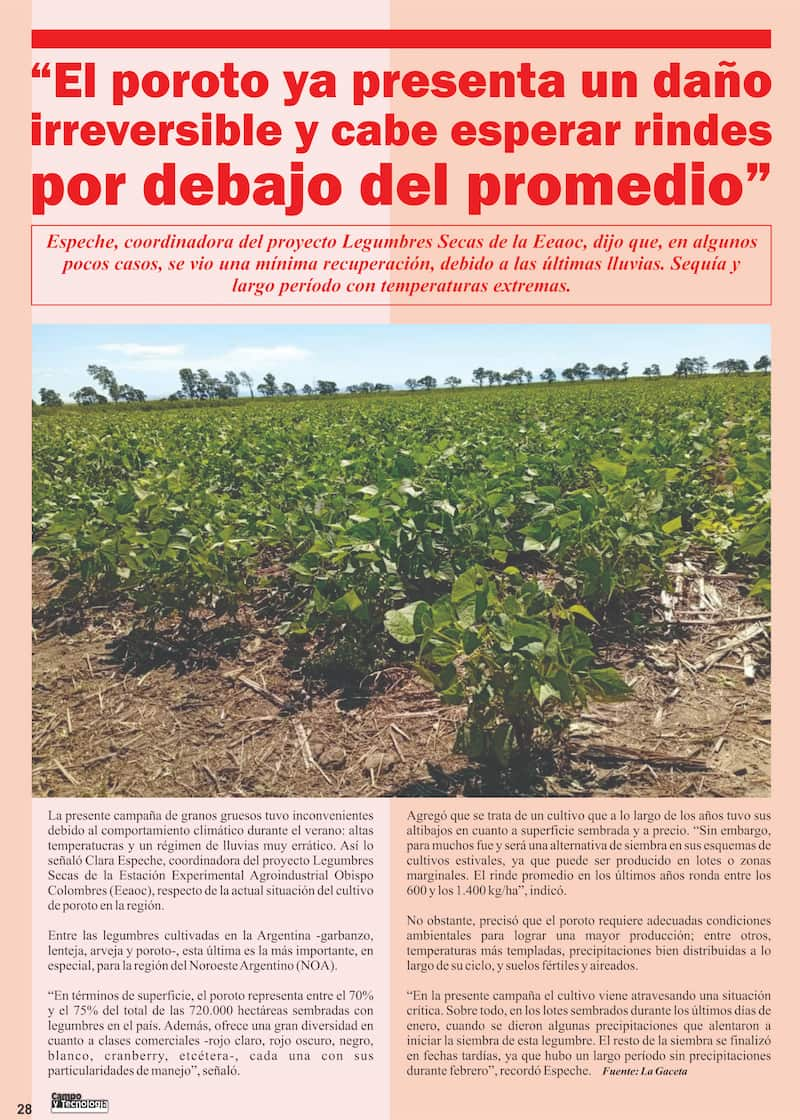 “El poroto ya presenta un daño
irreversible y cabe esperar rindes
por debajo del promedio”
Espeche, coordinadora del proyecto Legumbres Secas de la Eeaoc, dijo que, en algunos
pocos casos, se vio una mínima recuperación, debido a las últimas lluvias. Sequía y
largo período con temperaturas extremas.
La presente campaña de granos gruesos tuvo inconvenientes
debido al comportamiento climático durante el verano: altas
temperatucras y un régimen de lluvias muy errático. Así lo
señaló Clara Espeche, coordinadora del proyecto Legumbres
Secas de la Estación Experimental Agroindustrial Obispo
Colombres (Eeaoc), respecto de la actual situación del cultivo
de poroto en la región.
Entre las legumbres cultivadas en la Argentina -garbanzo,
lenteja, arveja y poroto-, esta última es la más importante, en
especial, para la región del Noroeste Argentino (NOA).
“En términos de superficie, el poroto representa entre el 70%
y el 75% del total de las 720.000 hectáreas sembradas con
legumbres en el país. Además, ofrece una gran diversidad en
cuanto a clases comerciales -rojo claro, rojo oscuro, negro,
blanco, cranberry, etcétera-, cada una con sus
particularidades de manejo”, señaló.
Agregó que se trata de un cultivo que a lo largo de los años tuvo sus
altibajos en cuanto a superficie sembrada y a precio. “Sin embargo,
para muchos fue y será una alternativa de siembra en sus esquemas de
cultivos estivales, ya que puede ser producido en lotes o zonas
marginales. El rinde promedio en los últimos años ronda entre los
600 y los 1.400 kg/ha”, indicó.
No obstante, precisó que el poroto requiere adecuadas condiciones
ambientales para lograr una mayor producción; entre otros,
temperaturas más templadas, precipitaciones bien distribuidas a lo
largo de su ciclo, y suelos fértiles y aireados.
“En la presente campaña el cultivo viene atravesando una situación
crítica. Sobre todo, en los lotes sembrados durante los últimos días de
enero, cuando se dieron algunas precipitaciones que alentaron a
iniciar la siembra de esta legumbre. El resto de la siembra se finalizó
en fechas tardías, ya que hubo un largo período sin precipitaciones
durante febrero”, recordó Espeche. Fuente: La Gaceta
28
Campo
y Tecnología